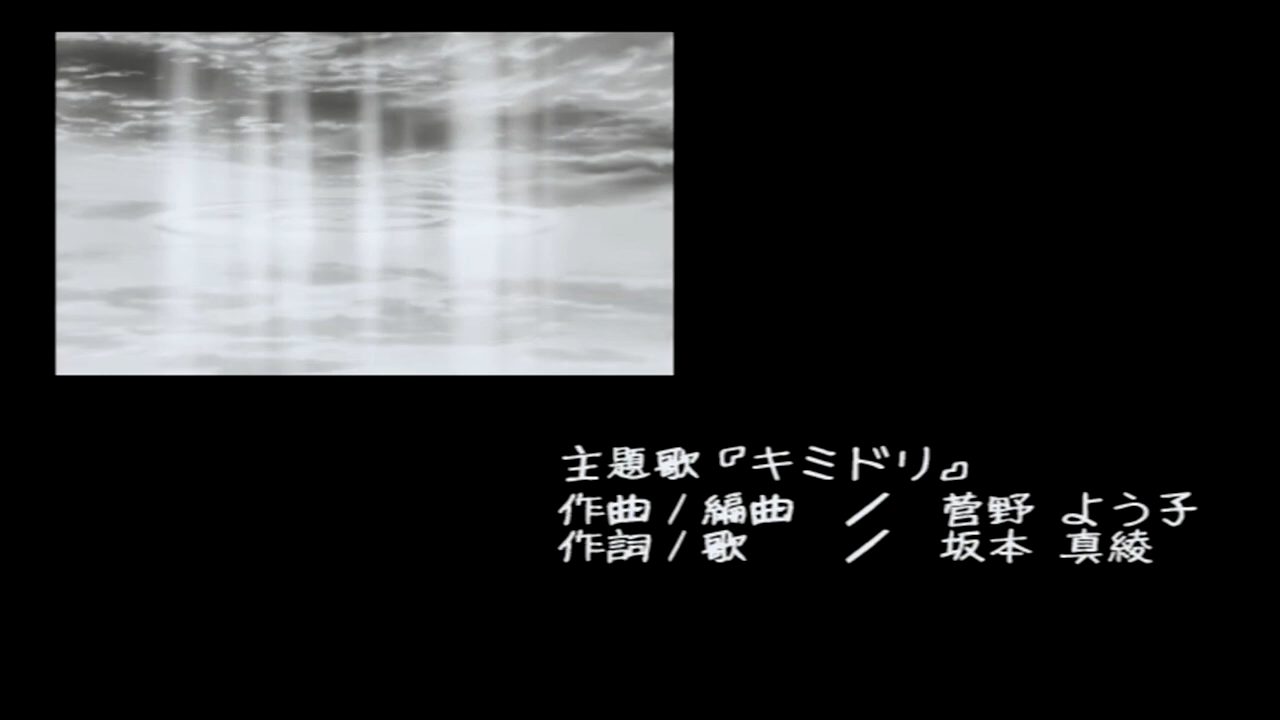 主題歌『キミドリ』
作曲/編曲 / 菅野 よう子
作詞/歌 / 坂本 真綾